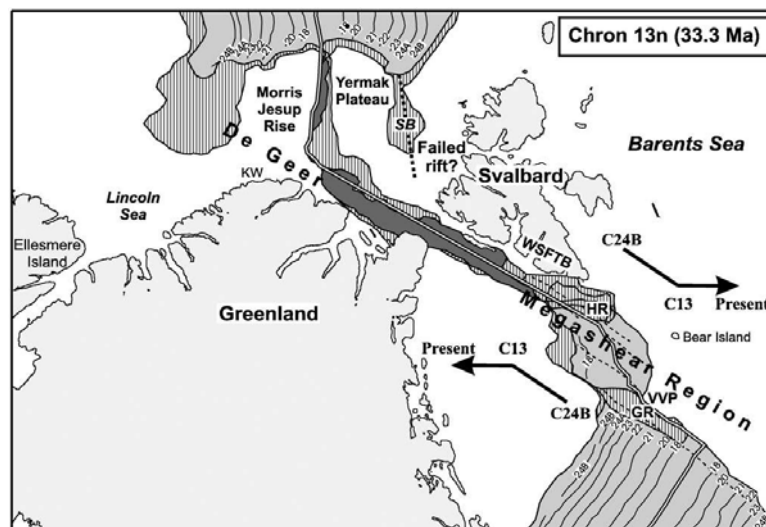 Chron 13n (33.3 Ma)
Morris
Jesup
Rise
Yermak
Plateau
SB
Failed
rift?
Barents Sea
Svalbard
De Geer
KW
Lincoln
Sea
Ellesmere
Island
WSFTB
C24B
C13
Present
HR
Greenland
Megashear Region
Bear Island
Present
C13
C24B
VVP
GR
24B